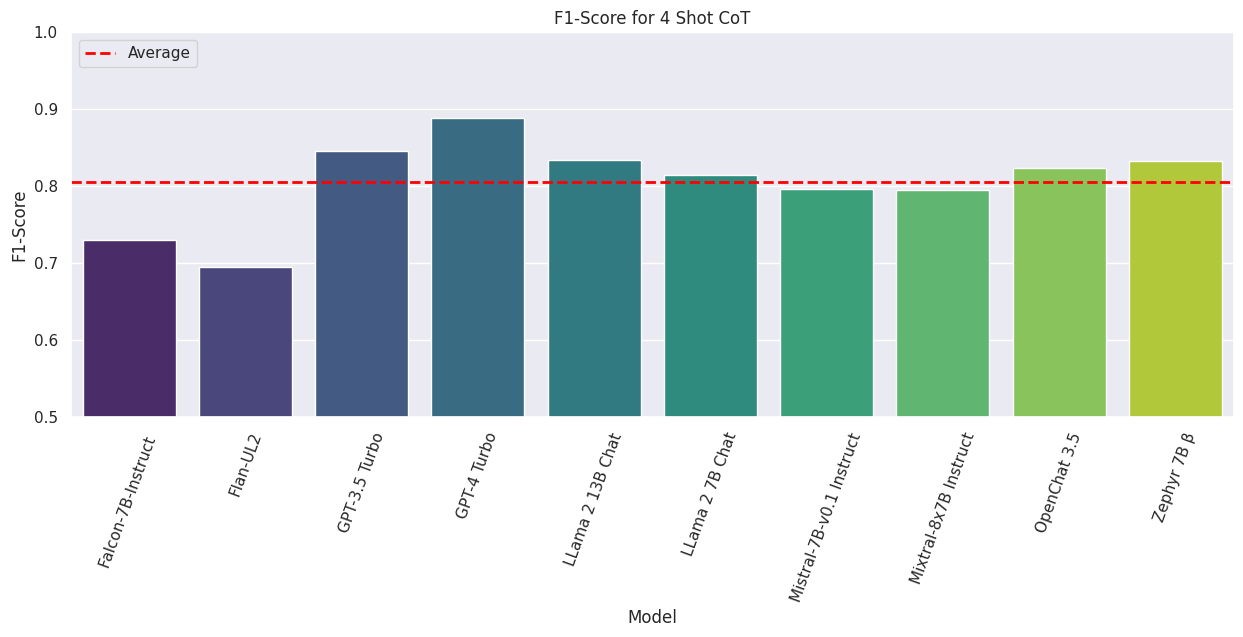 F1-Score for 4 Shot CoT
Average
F1-Score
1.0
0.9
0.8
0.7
0.6
0.5
Falcon-7B-Instruct
Flan-UL2
GPT-3.5 Turbo
GPT-4 Turbo
LLama 2 13B Chat
LLama 2 7B Chat
Mistral-7B-v0.1 Instruct
Mixtral-8x7B Instruct
OpenChat 3.5
Zephyr 7B β
Model